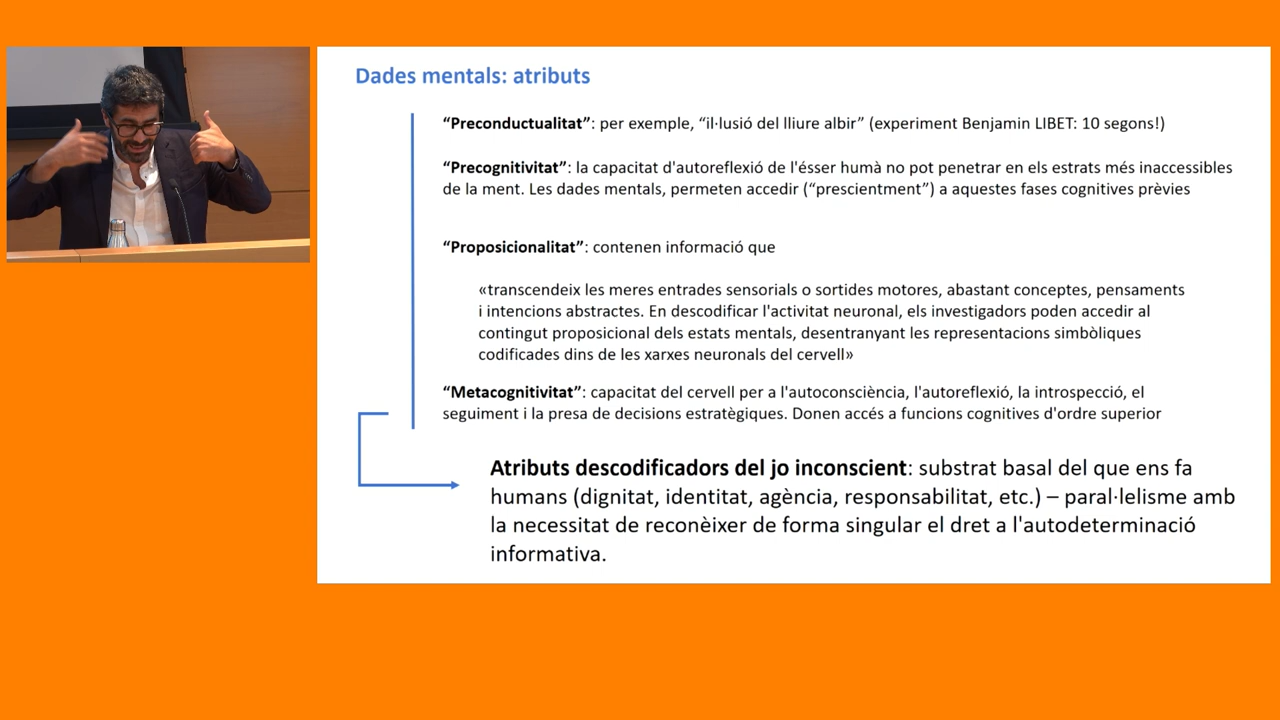 Dades mentals: atributs
“Preconductualitat”: per exemple, “il·lusió del lliure albir” (experiment Benjamin LIBET: 10 segons!)
“Precognitivitat”: la capacitat d'autoreflexió de l'ésser humà no pot penetrar en els estrats més inaccessibles
de la ment. Les dades mentals, permeten accedir (“prescientment”) a aquestes fases cognitives prèvies
“Proposicionalitat”: contenen informació que
«transcendeix les meres entrades sensorials o sortides motores, abastant conceptes, pensaments
i intencions abstractes. En descodificar l'activitat neuronal, els investigadors poden accedir al
contingut proposicional dels estats mentals, desentranyant les representacions simbòliques
codificades dins de les xarxes neuronals del cervell»
“Metacognitivitat”: capacitat del cervell per a l'autoconsciència, l'autoreflexió, la introspecció, el
seguiment i la presa de decisions estratègiques. Donen accés a funcions cognitives d'ordre superior
Atributs descodificadors del jo inconscient: substrat basal del que ens fa
humans (dignitat, identitat, agència, responsabilitat, etc.) – paral·lelisme amb
la necessitat de reconèixer de forma singular el dret a l'autodeterminació
informativa.